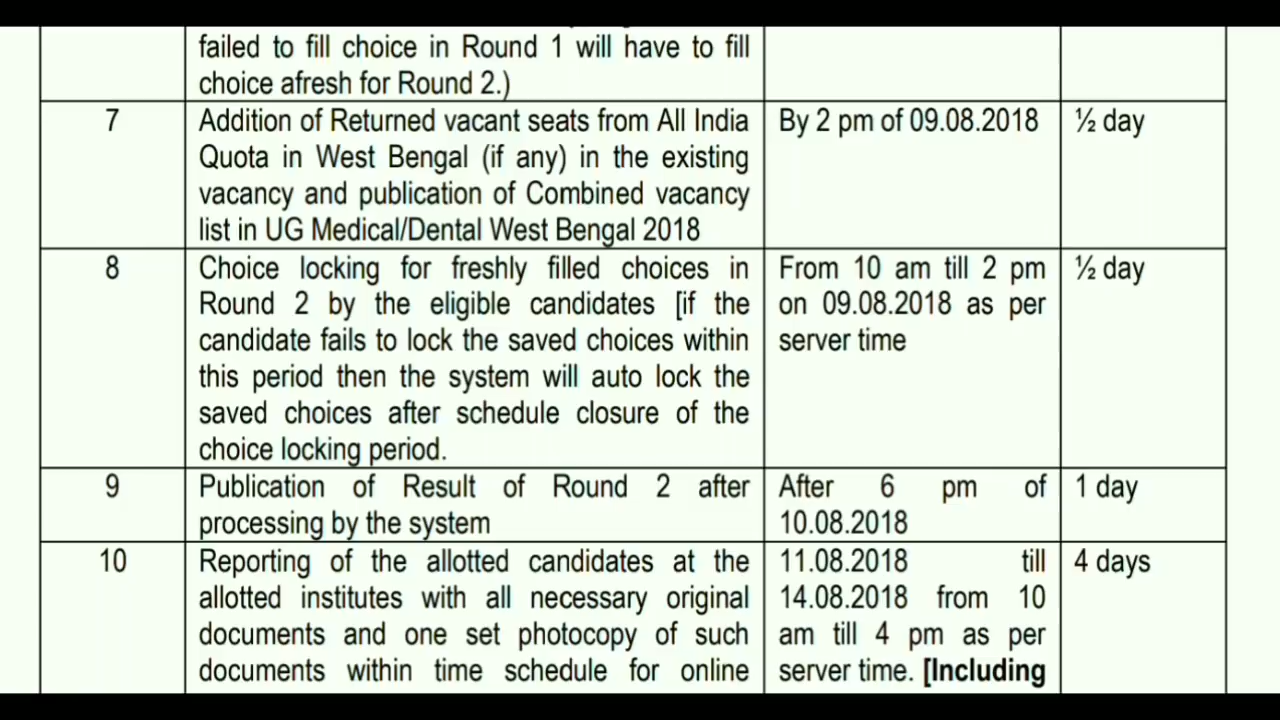 failed to fill choice in Round 1 will have to fill
choice afresh for Round 2.)
7
Addition of Returned vacant seats from All India
Quota in West Bengal (if any) in the existing
vacancy and publication of Combined vacancy
list in UG Medical/Dental West Bengal 2018
By 2 pm of 09.08.2018
½ day
8
Choice locking for freshly filled choices in
Round 2 by the eligible candidates [if the
candidate fails to lock the saved choices within
this period then the system will auto lock the
saved choices after schedule closure of the
choice locking period.
From 10 am till 2 pm
on 09.08.2018 as per
server time
½ day
9
Publication of Result of Round 2 after
processing by the system
After 6 pm of
10.08.2018
1 day
10
Reporting of the allotted candidates at the
allotted institutes with all necessary original
documents and one set photocopy of such
documents within time schedule for online
11.08.2018 till
14.08.2018 from 10
am till 4 pm as per
server time. [Including
4 days